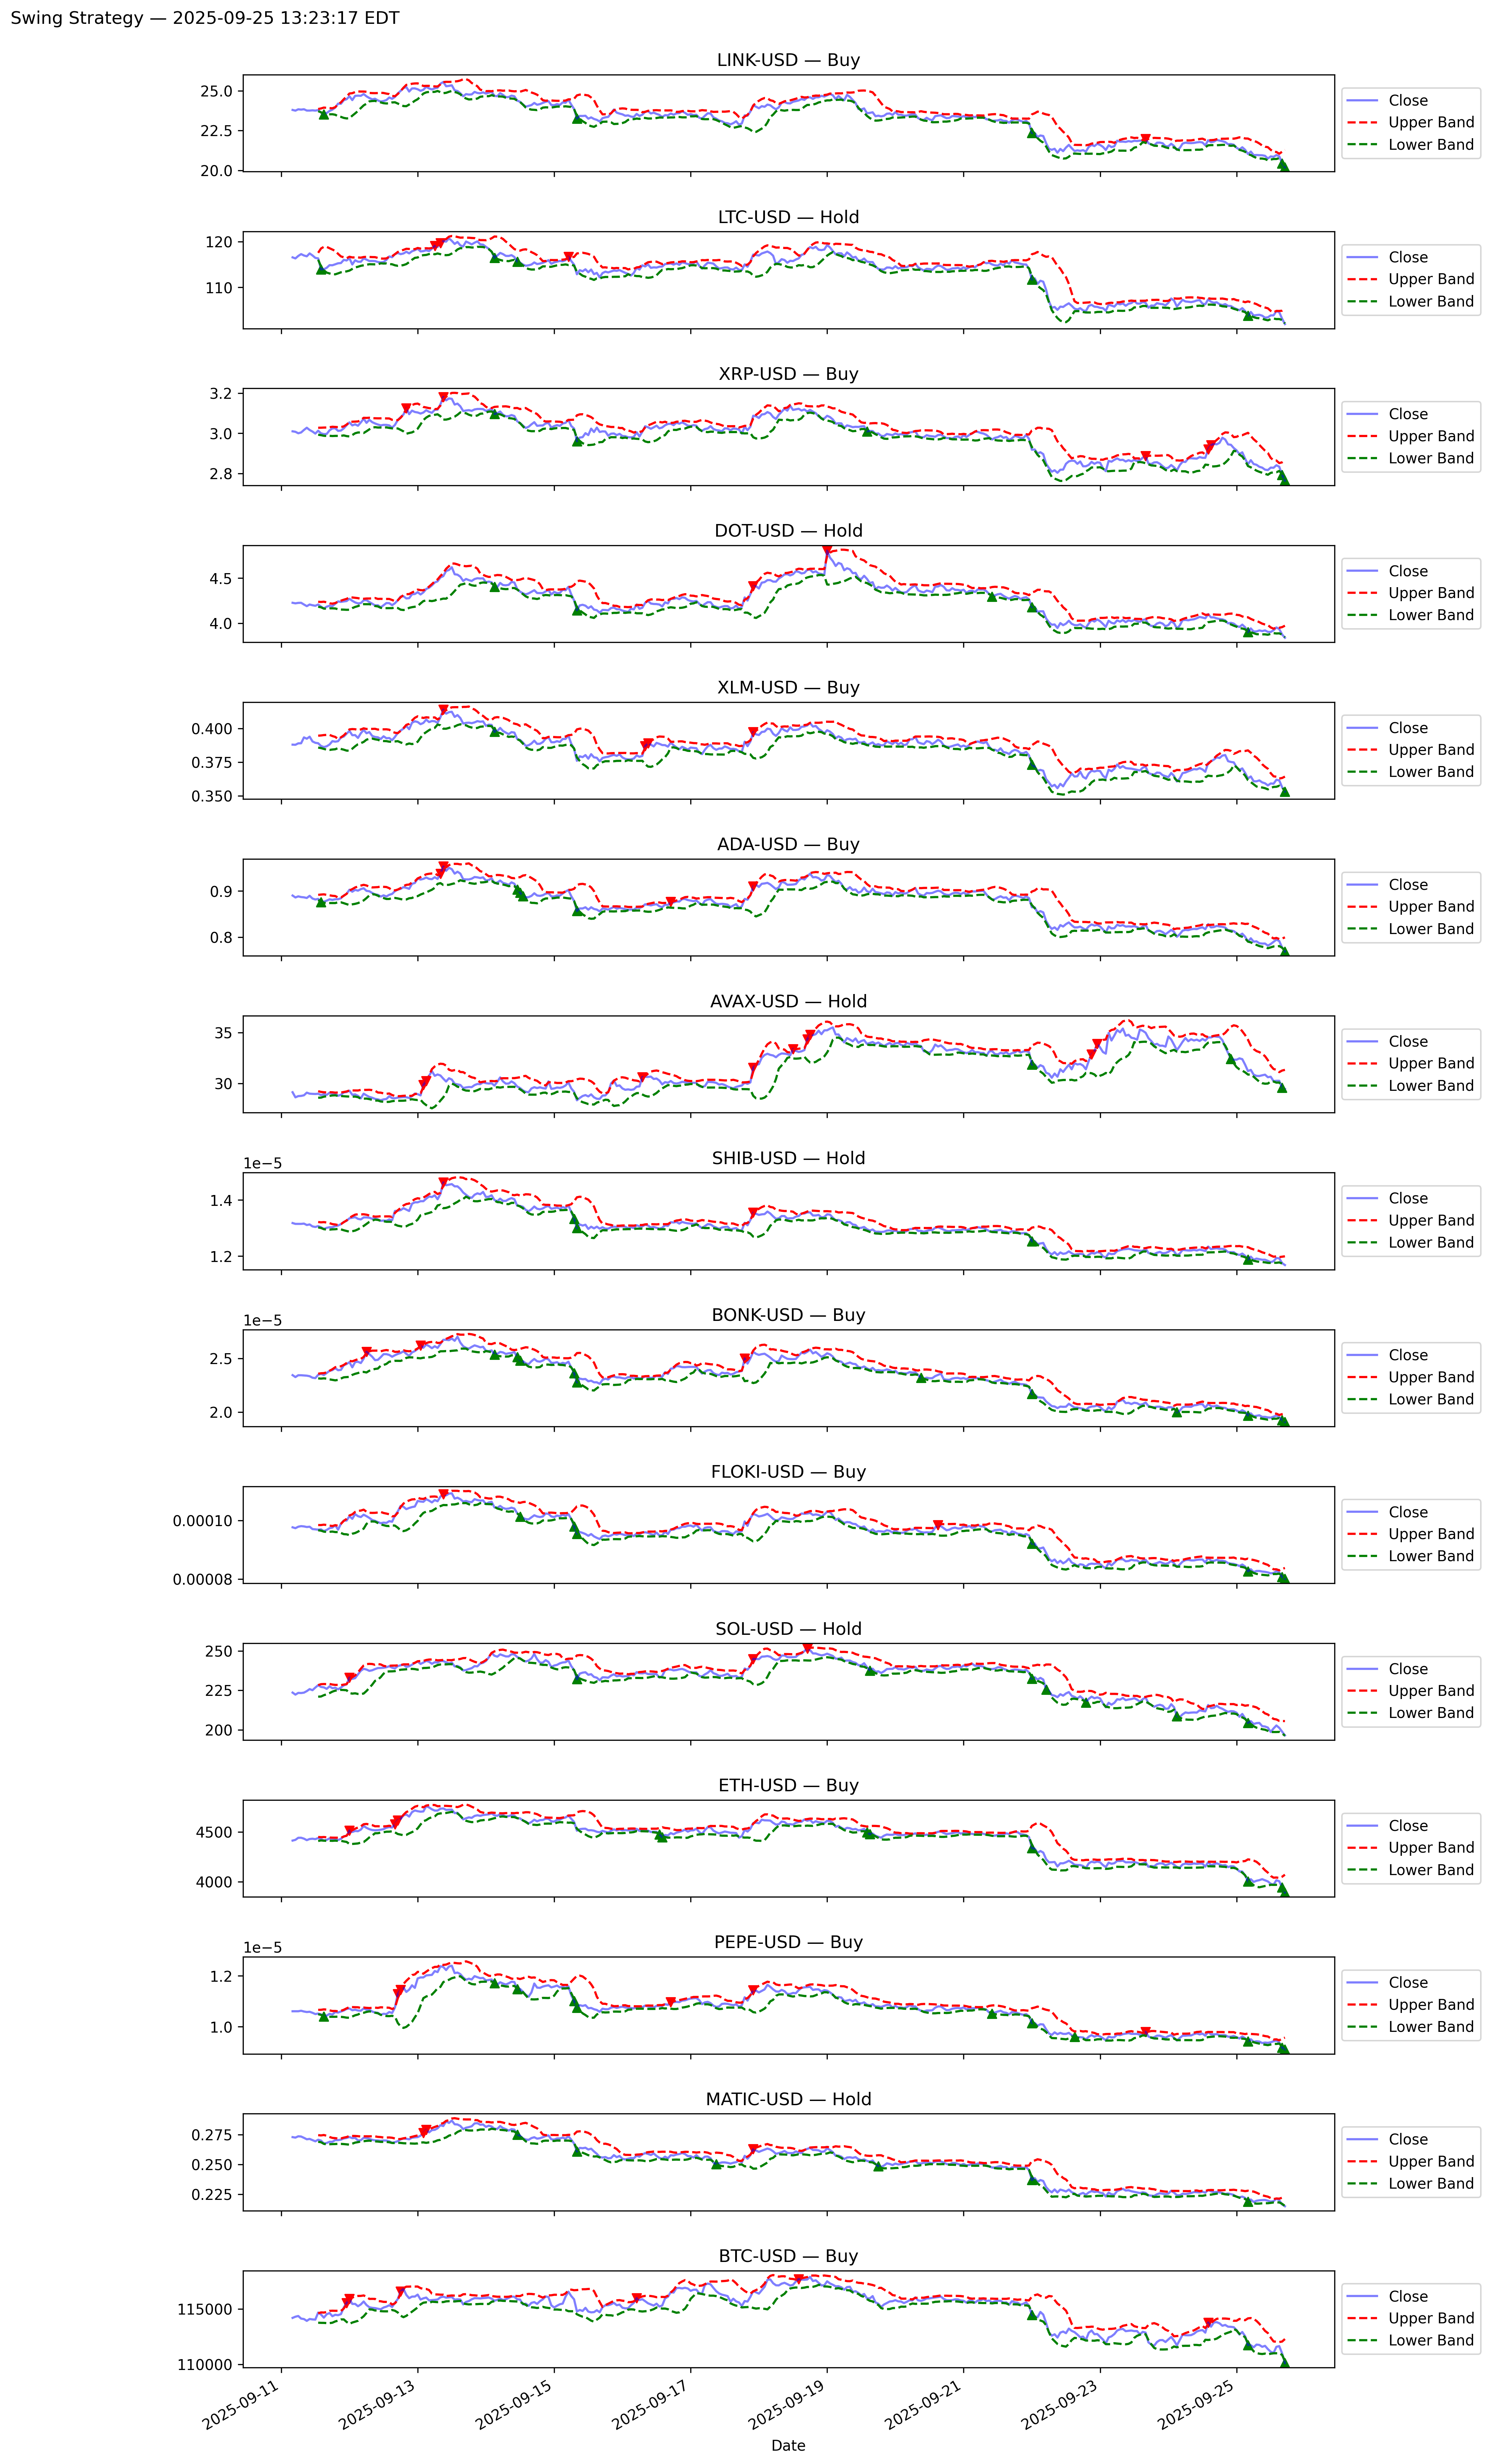 Swing Strategy — 2025-09-25 13:23:17 EDT
LINK-USD — Buy
25.0
22.5
20.0
Close
Upper Band
Lower Band
LTC-USD — Hold
120
110
Close
Upper Band
Lower Band
XRP-USD — Buy
3.2
3.0
2.8
Close
Upper Band
Lower Band
DOT-USD — Hold
4.5
4.0
Close
Upper Band
Lower Band
XLM-USD — Buy
0.400
0.375
0.350
Close
Upper Band
Lower Band
ADA-USD — Buy
0.9
0.8
Close
Upper Band
Lower Band
AVAX-USD — Hold
35
30
Close
Upper Band
Lower Band
SHIB-USD — Hold
1e−5
1.4
1.2
Close
Upper Band
Lower Band
BONK-USD — Buy
1e−5
2.5
2.0
Close
Upper Band
Lower Band
FLOKI-USD — Buy
0.00010
0.00008
Close
Upper Band
Lower Band
SOL-USD — Hold
250
225
200
Close
Upper Band
Lower Band
ETH-USD — Buy
4500
4000
Close
Upper Band
Lower Band
PEPE-USD — Buy
1e−5
1.2
1.0
Close
Upper Band
Lower Band
MATIC-USD — Hold
0.275
0.250
0.225
Close
Upper Band
Lower Band
BTC-USD — Buy
115000
110000
Close
Upper Band
Lower Band
2025-09-11
2025-09-13
2025-09-15
2025-09-17
2025-09-19
2025-09-21
2025-09-23
2025-09-25
Date